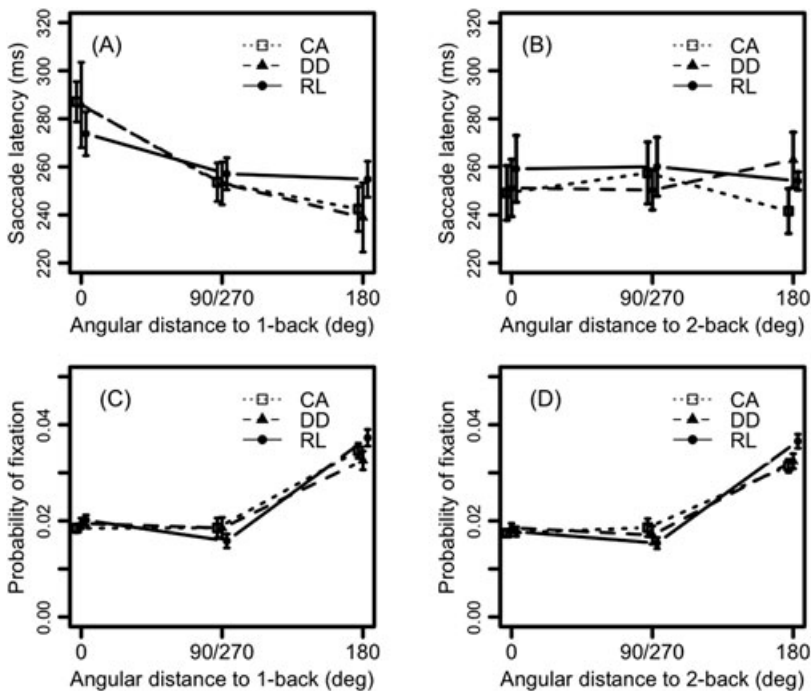 (A)
CA
DD
RL
Saccade latency (ms)
320
300
280
260
240
220
0 90/270 180
Angular distance to 1-back (deg)
(B)
CA
DD
RL
Saccade latency (ms)
320
300
280
260
240
220
0 90/270 180
Angular distance to 2-back (deg)
(C)
CA
DD
RL
Probability of fixation
0.04
0.02
0.00
0 90/270 180
Angular distance to 1-back (deg)
(D)
CA
DD
RL
Probability of fixation
0.04
0.02
0.00
0 90/270 180
Angular distance to 2-back (deg)